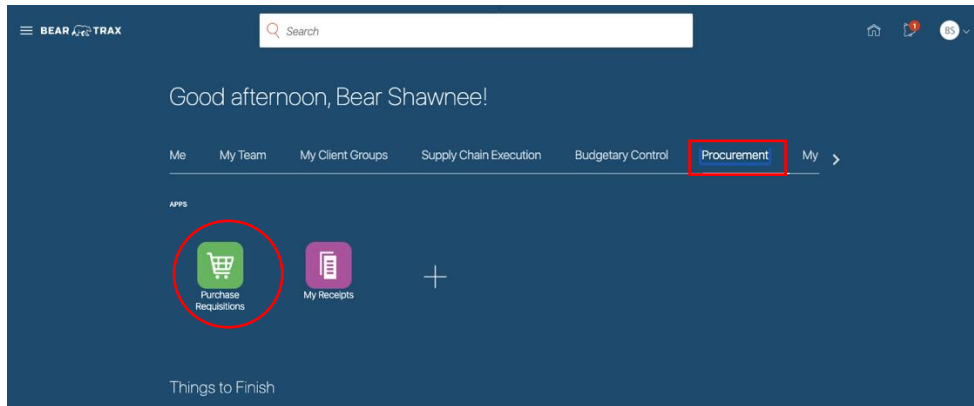 BEAR TRAX
Search
1
BS
Good afternoon, Bear Shawnee!
Me My Team My Client Groups Supply Chain Execution Budgetary Control Procurement My
APPS
Purchase
Requisitions
My Receipts
Things to Finish